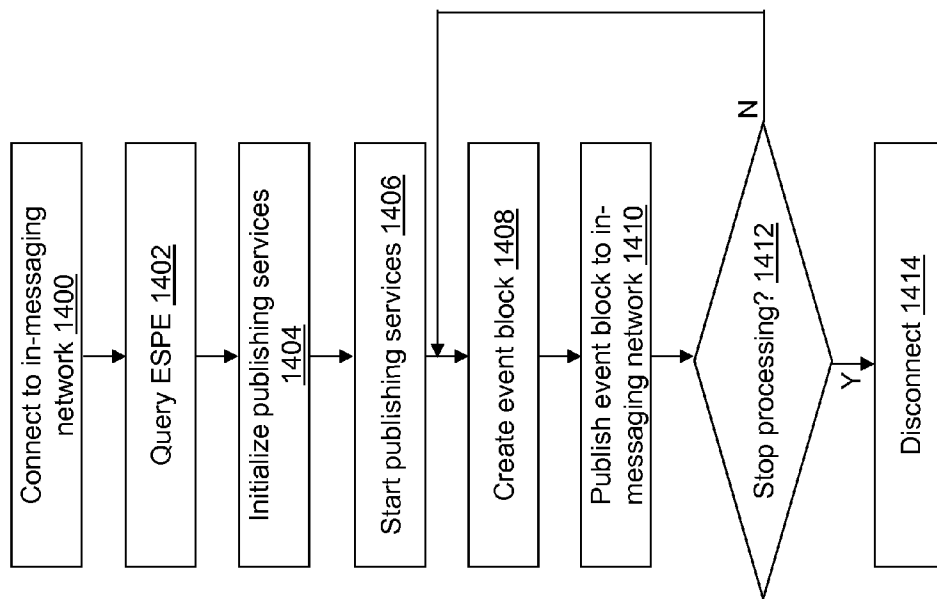 Connect to in-messaging
network 1400
Query ESPE 1402
Initialize publishing services
1404
Start publishing services 1406
Create event block 1408
Publish event block to in-
messaging network 1410
Stop processing? 1412
N
Y
Disconnect 1414